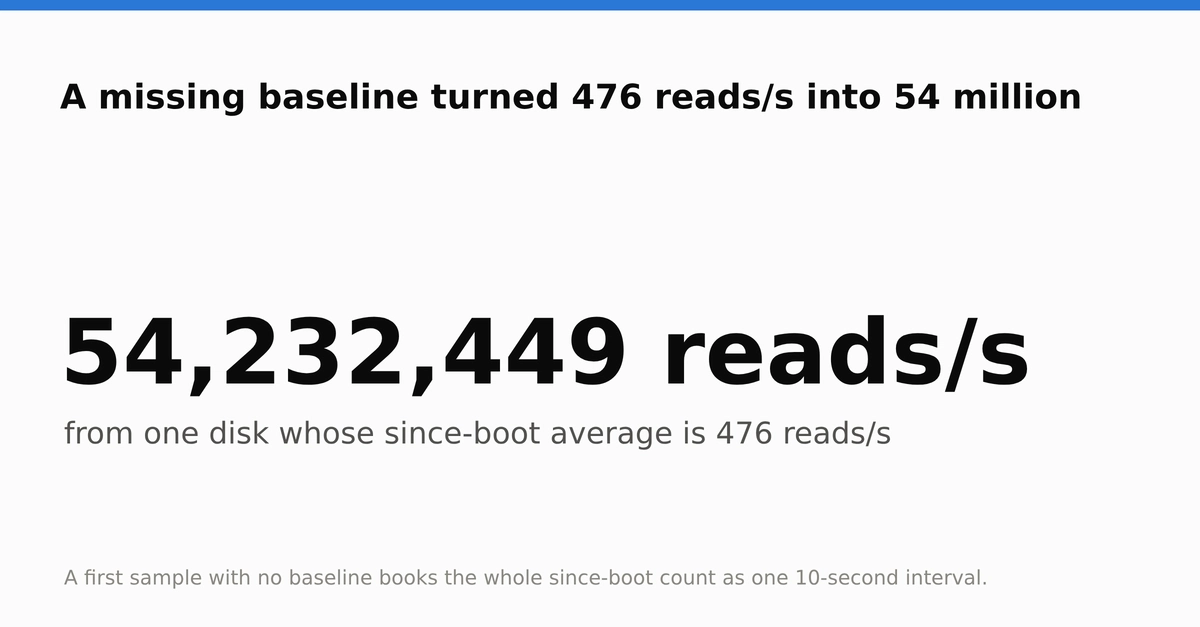 A missing baseline turned 476 reads/s into 54 million
54,232,449 reads/s
from one disk whose since-boot average is 476 reads/s
A first sample with no baseline books the whole since-boot count as one 10-second interval.